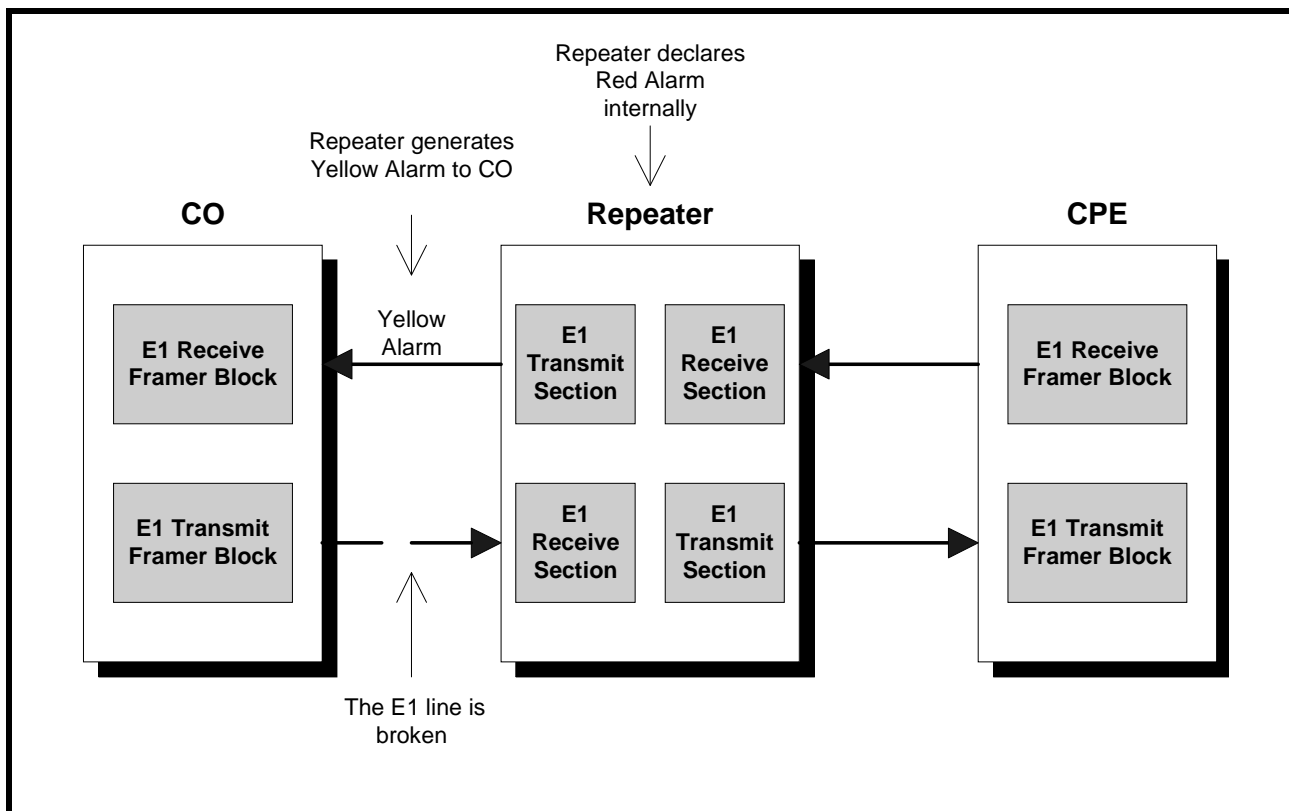 Repeater declares
Red Alarm
internally
Repeater generates
Yellow Alarm to CO
CO
Repeater
CPE
Yellow
Alarm
E1 Receive
Framer Block
E1
Transmit
Section
E1
Receive
Section
E1 Receive
Framer Block
E1 Transmit
Framer Block
E1
Receive
Section
E1
Transmit
Section
E1 Transmit
Framer Block
The E1 line is
broken